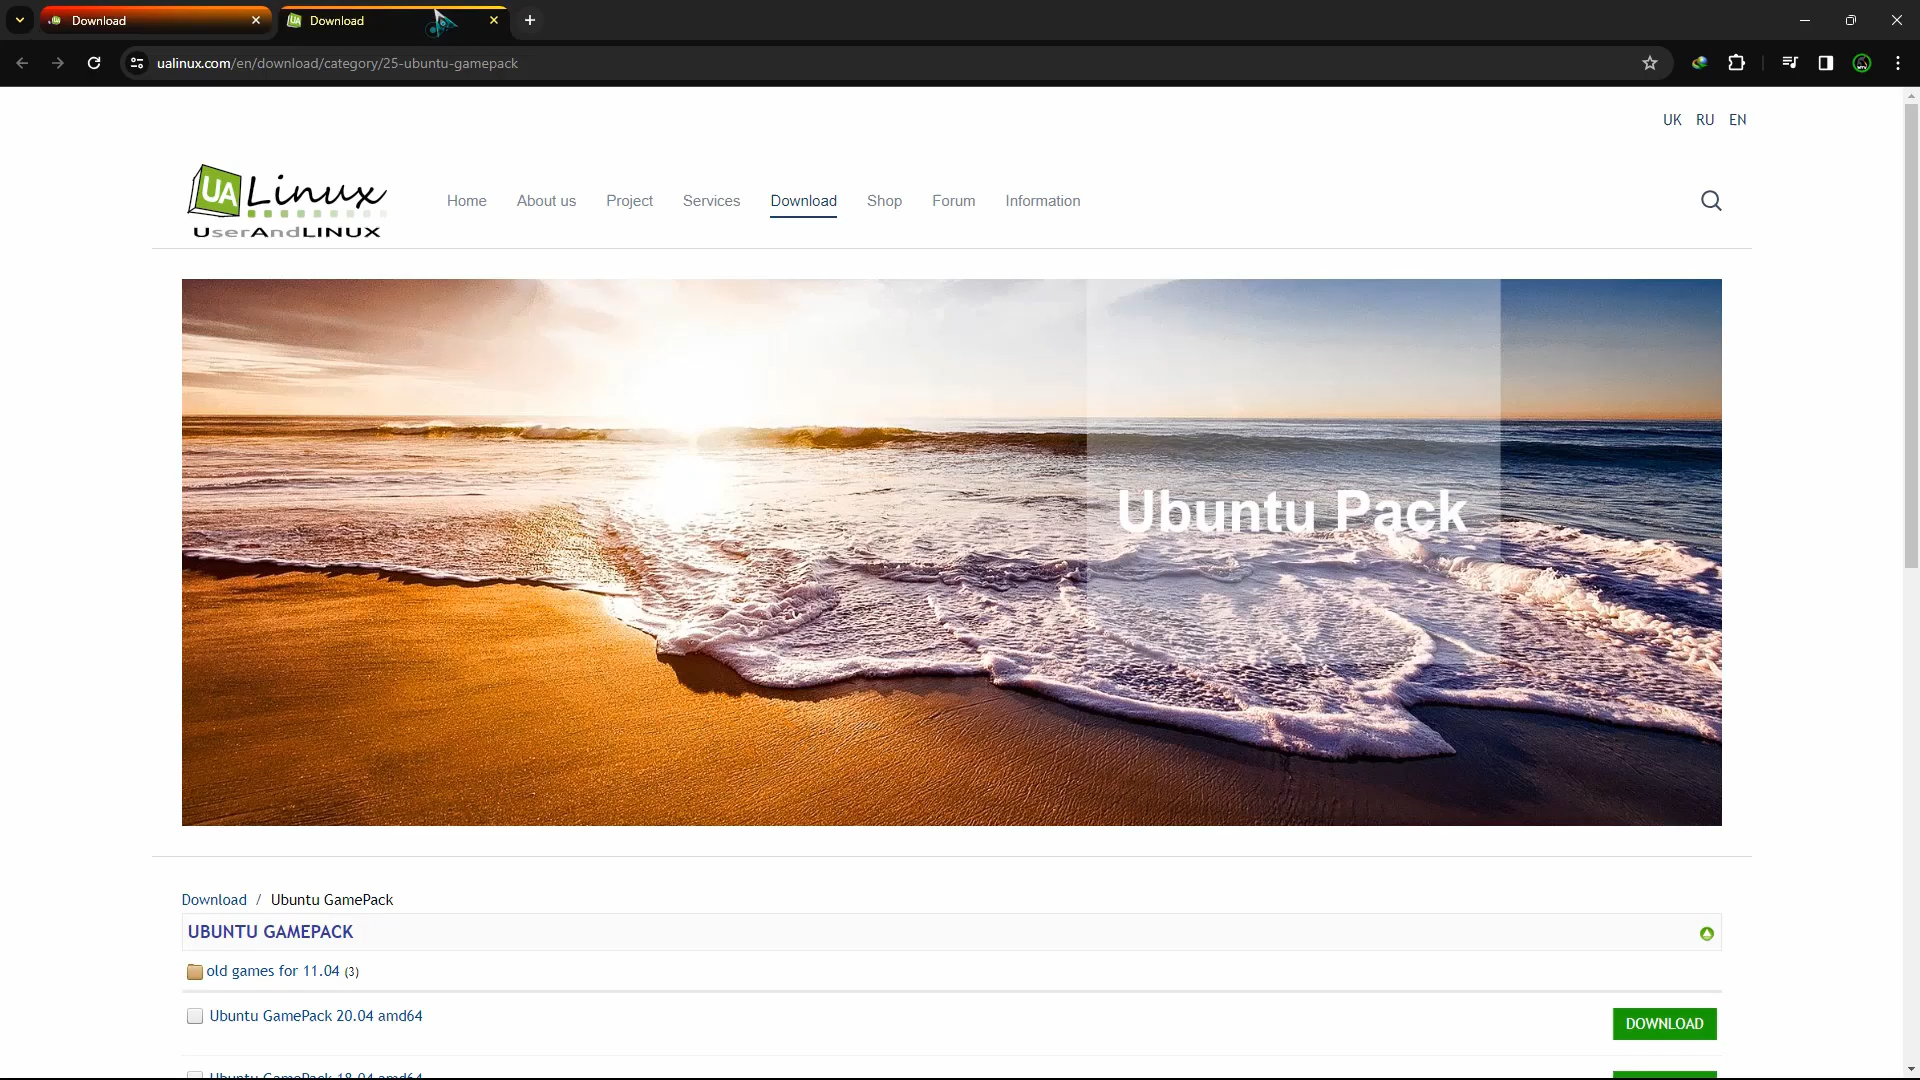 Download
Download
ualinux.com/en/download/category/25-ubuntu-gamepack
UK RU EN
UA Linux
UserAndLINUX
Home About us Project Services Download Shop Forum Information
Ubuntu Pack
Download / Ubuntu GamePack
UBUNTU GAMEPACK
old games for 11.04 (3)
Ubuntu GamePack 20.04 amd64
DOWNLOAD
Ubuntu GamePack 18.04 amd64